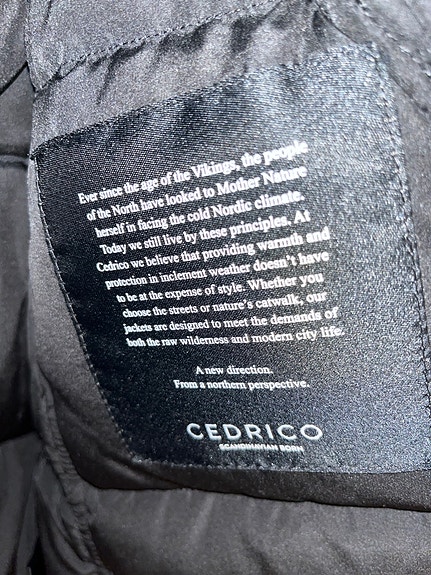 Ever since the age of the Vikings, the people
of the North have looked to Mother Nature
herself in facing the cold Nordic climate.
Today we still live by these principles. At
Cedrico we believe that providing warmth and
protection in inclement weather doesn't have
to be at the expense of style. Whether you
choose the streets or nature's catwalk, our
jackets are designed to meet the demands of
both the raw wilderness and modern city life.
A new direction.
From a northern perspective.
CEDRICO
SCANDINAVIAN BORN